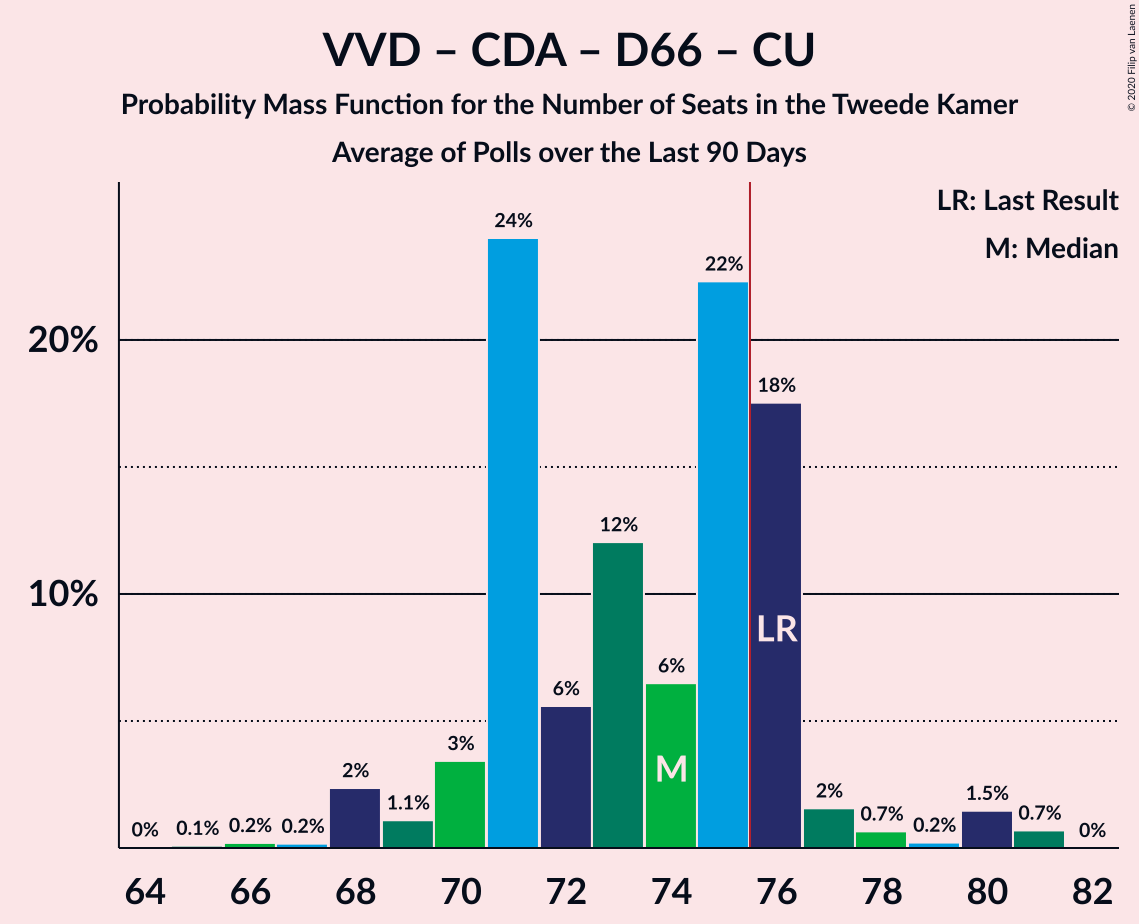 VVD – CDA – D66 – CU
Probability Mass Function for the Number of Seats in the Tweede Kamer
Average of Polls over the Last 90 Days
© 2020 Filip van Laenen
LR: Last Result
M: Median
20%
10%
0%
0.1%
0.2%
0.2%
2%
1.1%
3%
24%
6%
12%
6%
22%
18%
2%
0.7%
0.2%
1.5%
0.7%
0%
LR
M
64 66 68 70 72 74 76 78 80 82